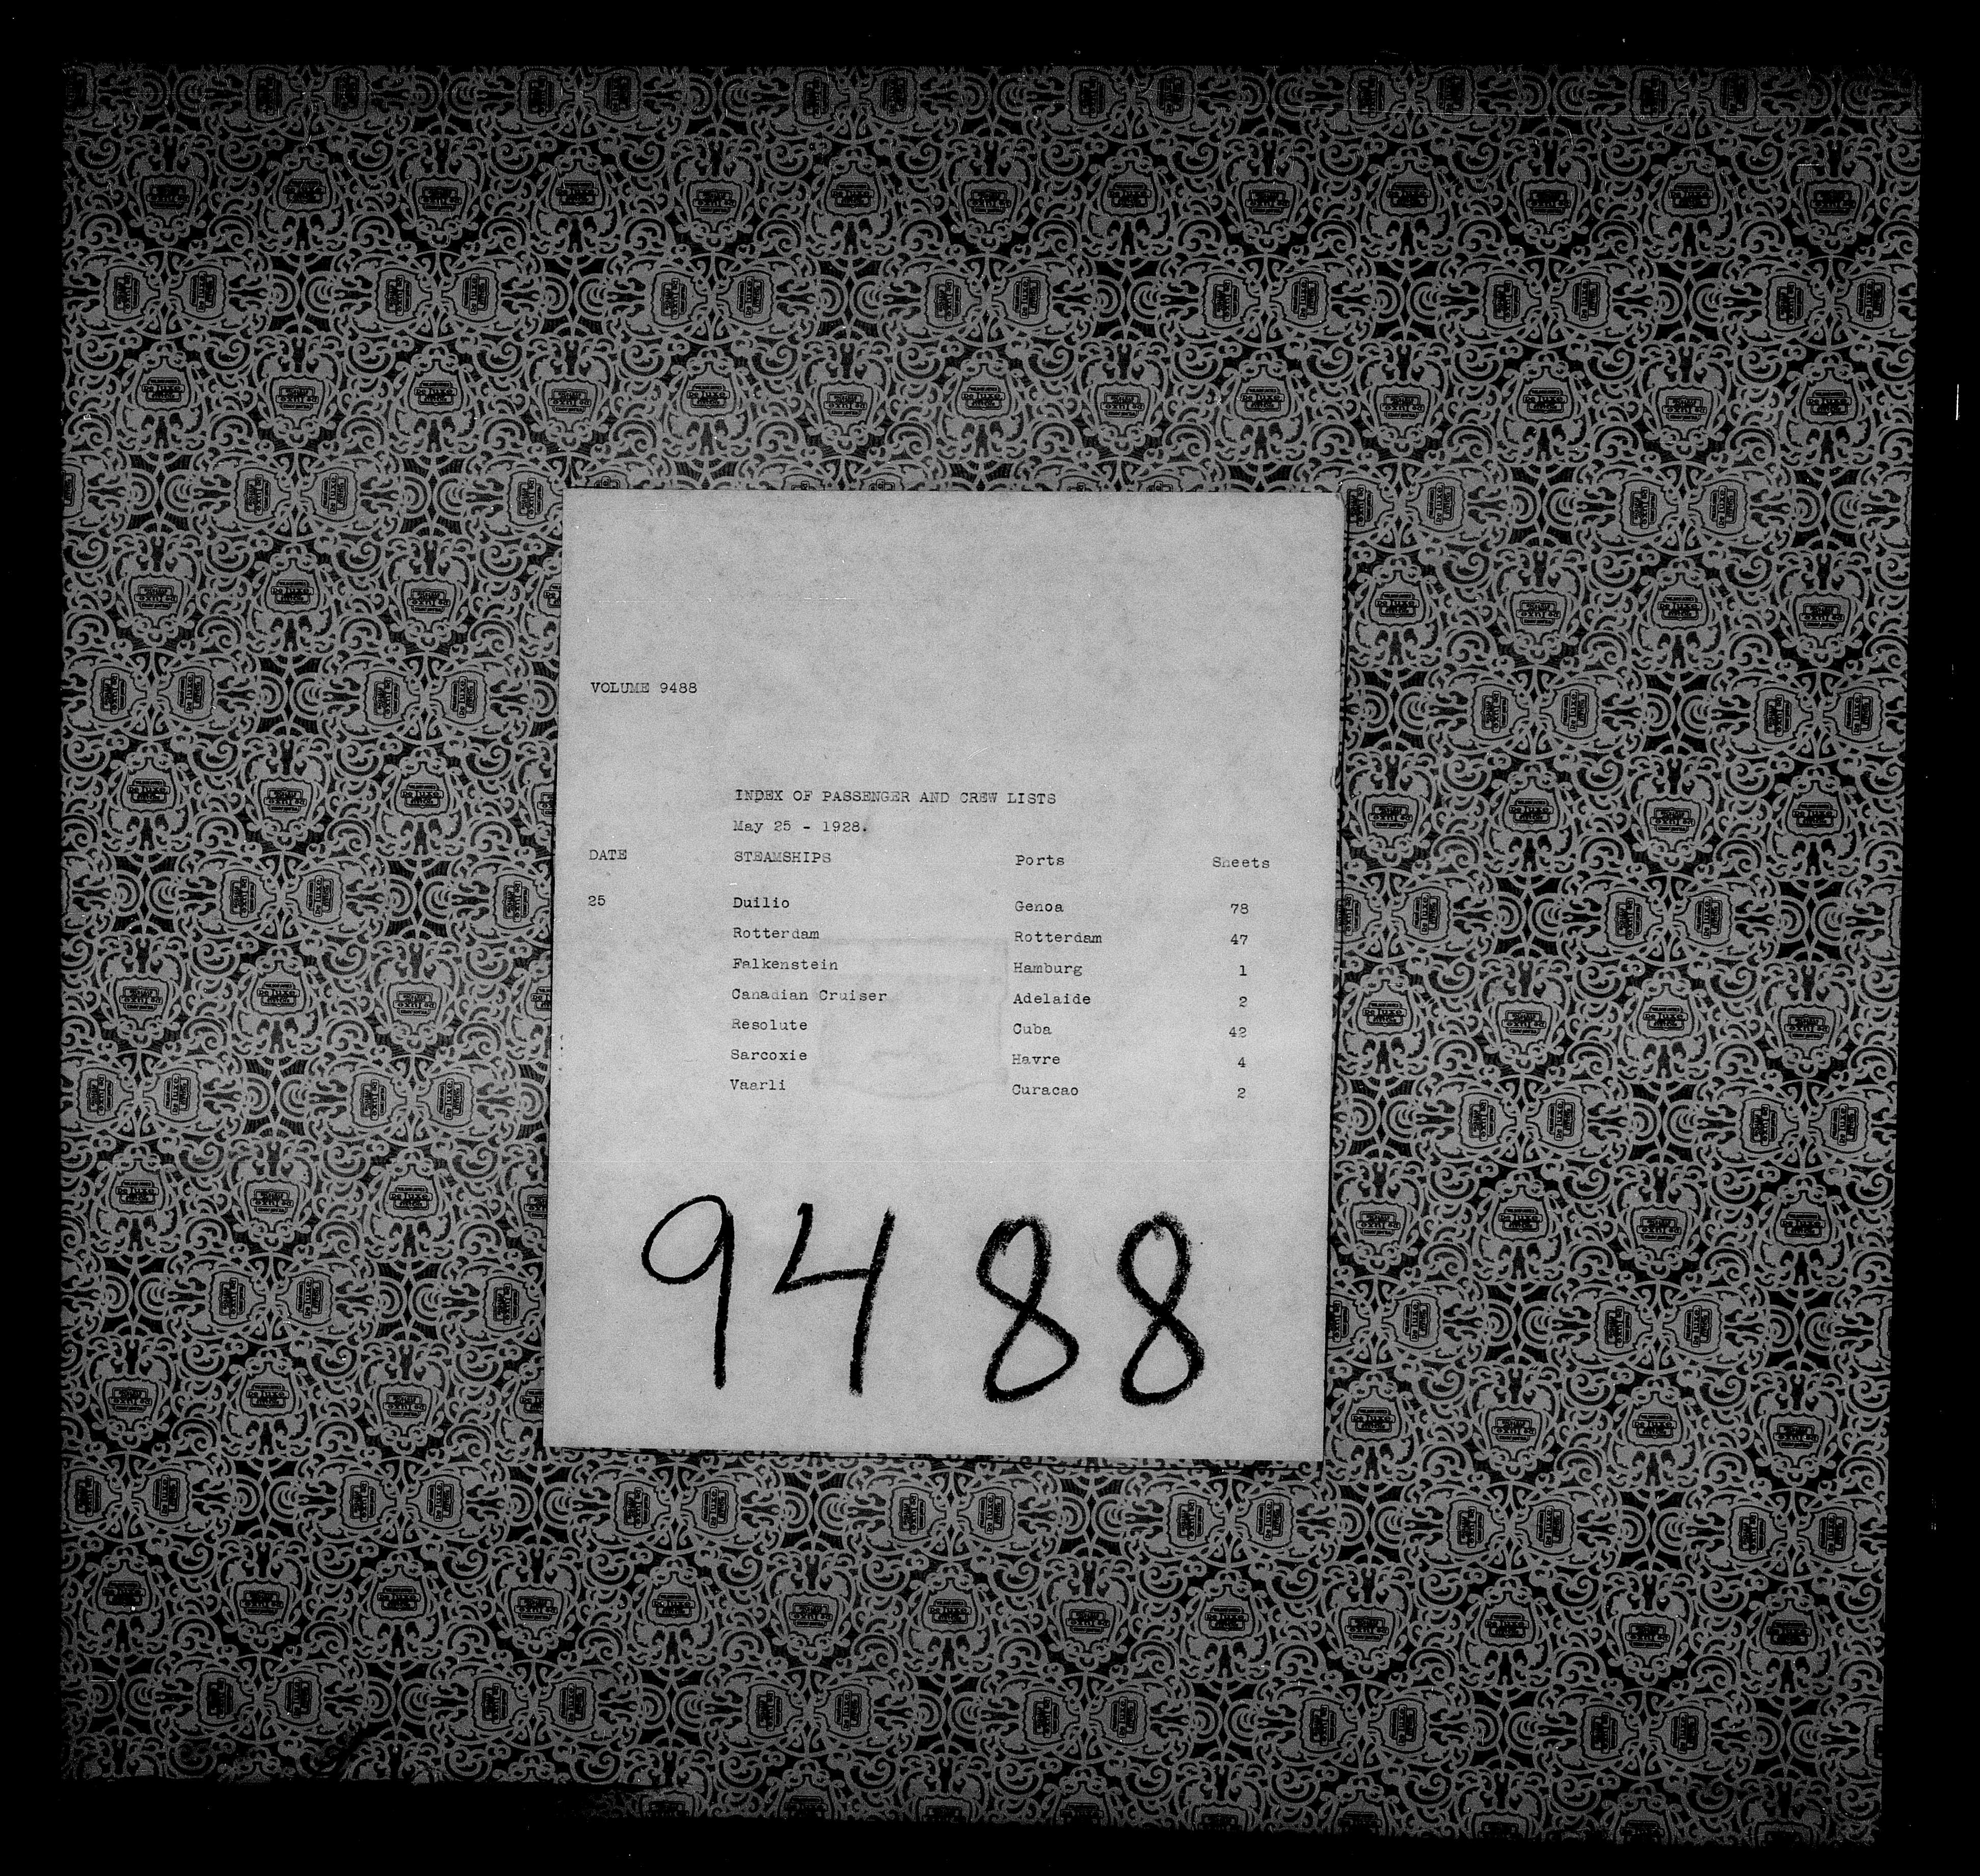 VOLUME 9488
INDEX OF PASSENGER AND CREW LISTS
May 25 - 1928.
DATE STEAMSHIPS Ports Sheets
25 Duilio Genoa 78
Rotterdam Rotterdam 47
Falkenstein Hamburg 1
Canadian Cruiser Adelaide 2
Resolute Cuba 42
Sarcoxie Havre 4
Vaarli Curacao 2
9488
De luxe